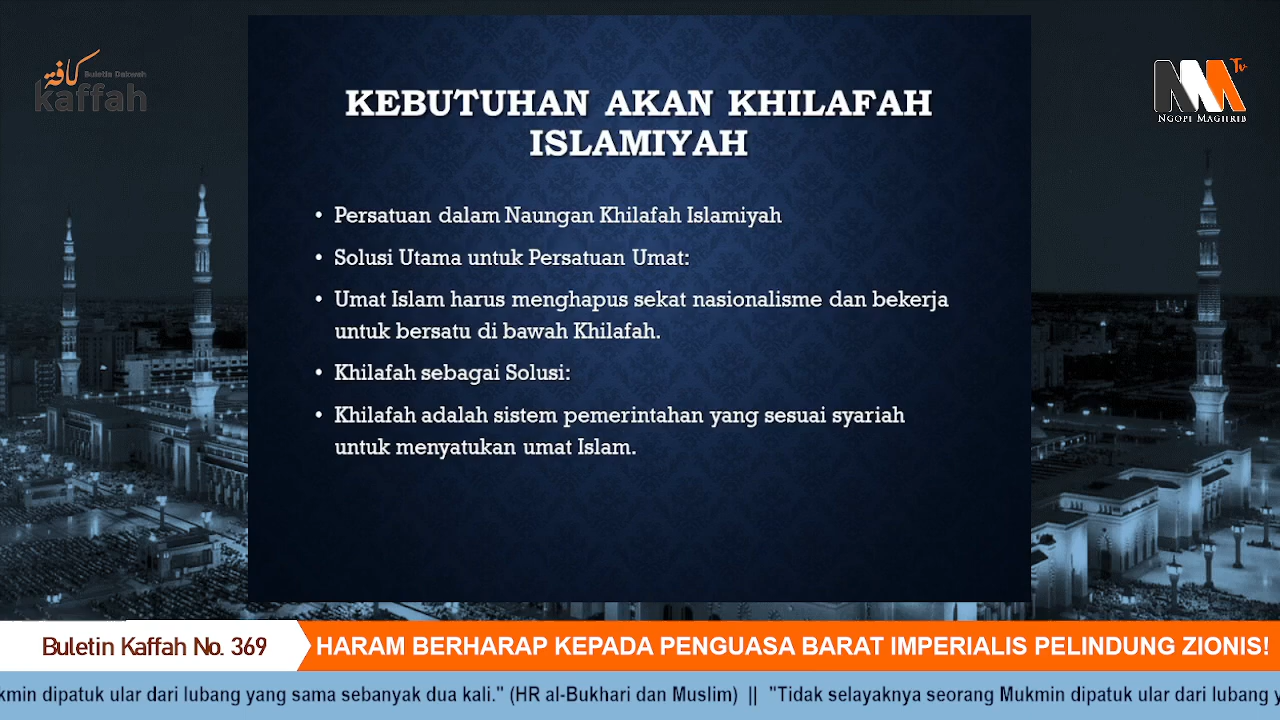 كافة
Buletin Dakwah
kaffah
Tv
NGOPI MAGHRIB
KEBUTUHAN AKAN KHILAFAH
ISLAMIYAH
• Persatuan dalam Naungan Khilafah Islamiyah
• Solusi Utama untuk Persatuan Umat:
• Umat Islam harus menghapus sekat nasionalisme dan bekerja
untuk bersatu di bawah Khilafah.
• Khilafah sebagai Solusi:
• Khilafah adalah sistem pemerintahan yang sesuai syariah
untuk menyatukan umat Islam.
Buletin Kaffah No. 369
HARAM BERHARAP KEPADA PENGUASA BARAT IMPERIALIS PELINDUNG ZIONIS!
kmin dipatuk ular dari lubang yang sama sebanyak dua kali." (HR al-Bukhari dan Muslim) || "Tidak selayaknya seorang Mukmin dipatuk ular dari lubang y